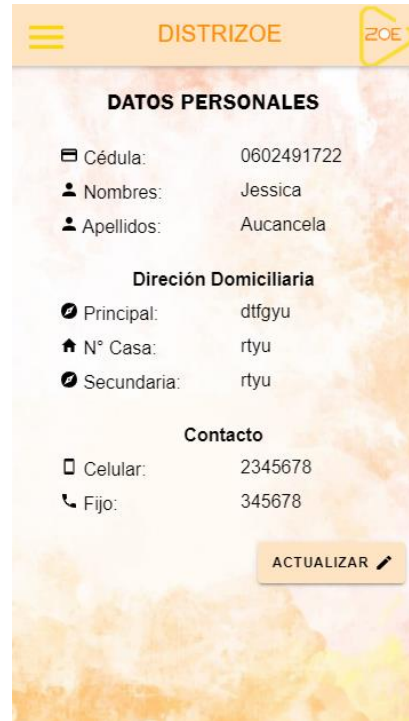 DISTRIZOE ZOE
DATOS PERSONALES
Cédula: 0602491722
Nombres: Jessica
Apellidos: Aucancela
Direción Domiciliaria
Principal: dtfgyu
N° Casa: rtyu
Secundaria: rtyu
Contacto
Celular: 2345678
Fijo: 345678
ACTUALIZAR